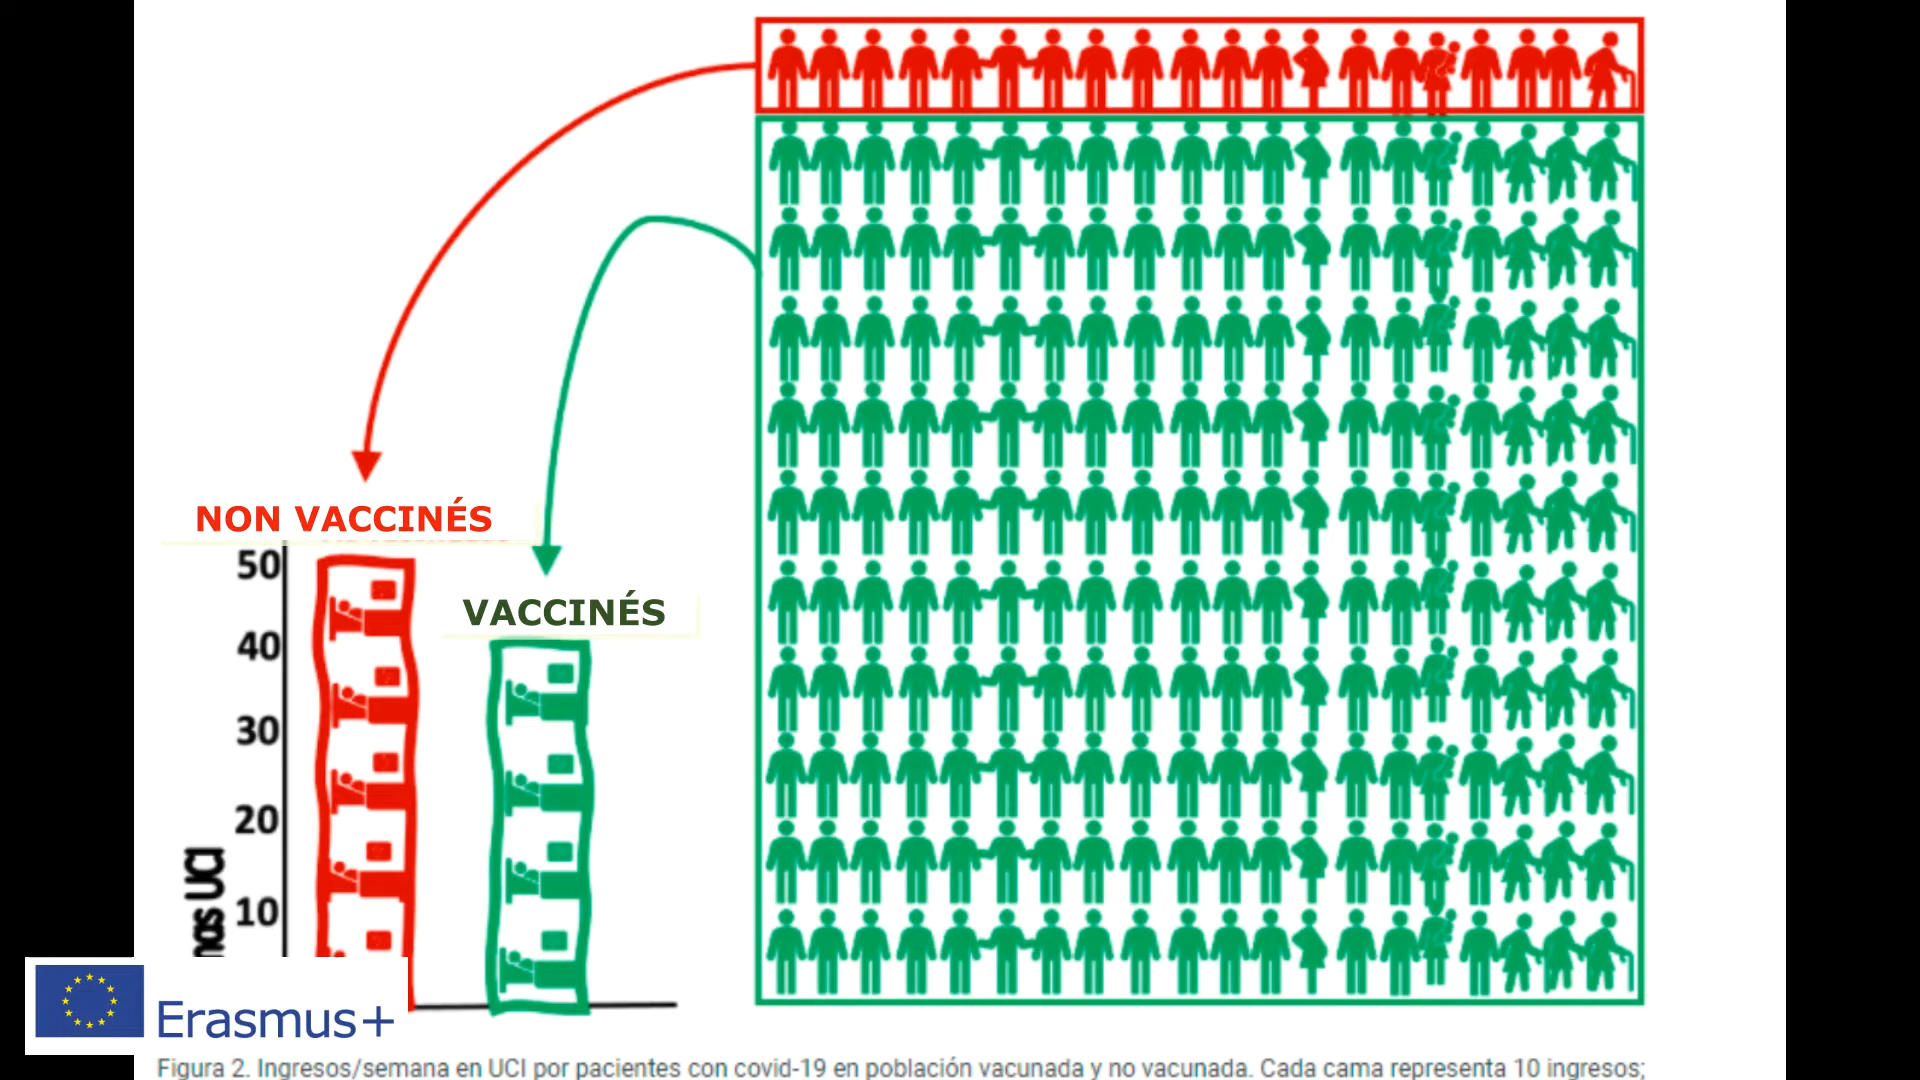 NON VACCINÉS
VACCINÉS
50
40
30
20
10
nas UCI
Erasmus+
Figura 2. Ingresos/semana en UCI por pacientes con covid-19 en población vacunada y no vacunada. Cada cama representa 10 ingresos;